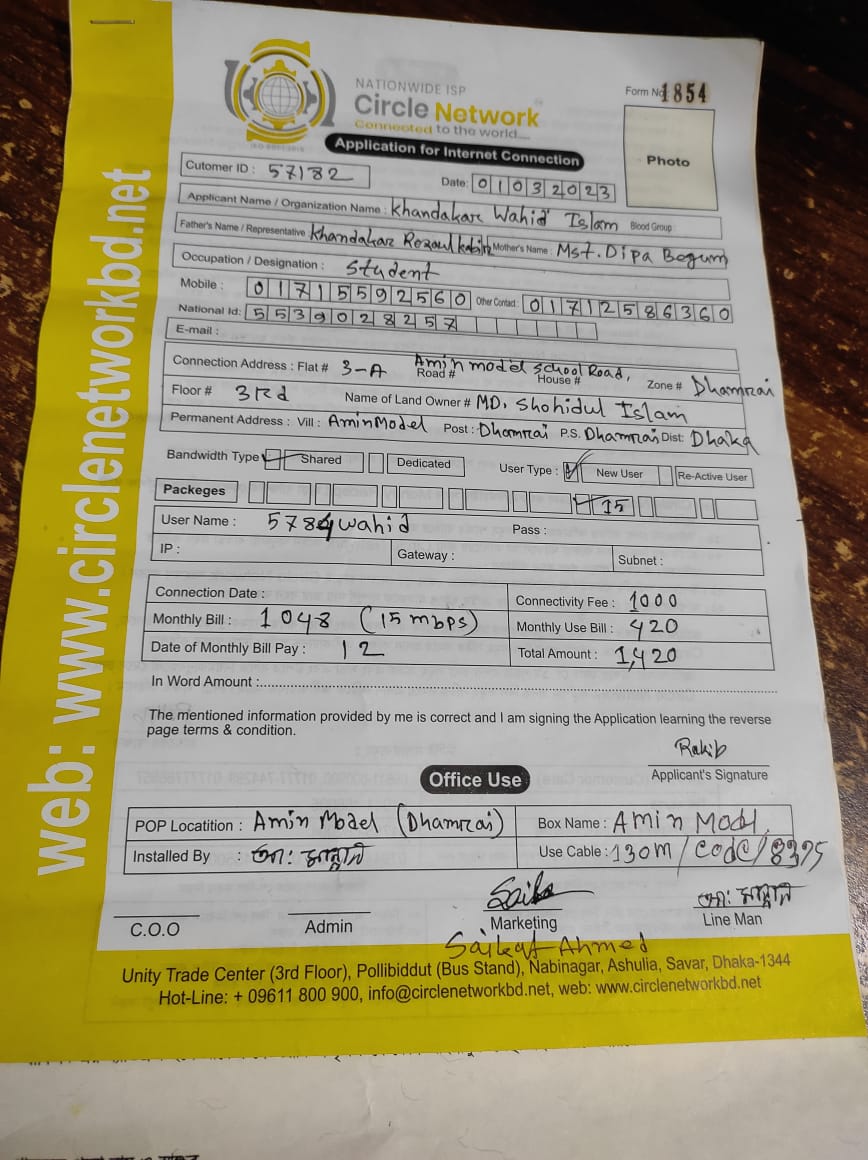 web: www.circlenetworkbd.net
NATIONWIDE ISP
Circle Network
Connected to the world....
Form No 1854
Application for Internet Connection
Photo
Cutomer ID : 57182
Date: 01032023
Applicant Name / Organization Name : Khandakar Wahid Islam Blood Group :
Father's Name / Representative Khandakar Rezaul kabir Mother's Name : Mst. Dipa Begum
Occupation / Designation : Student
Mobile : 01715592560 Other Contact : 01712586360
National Id: 5539028257
E-mail :
Connection Address : Flat # 3-A Road # Amin model School Road, House # Zone # Dhamrai
Floor # 3Rd Name of Land Owner # MD. Shohidul Islam
Permanent Address : Vill : Amin Model Post : Dhamrai P.S. Dhamrai Dist: Dhaka
Bandwidth Type Shared Dedicated User Type : New User Re-Active User
Packeges 15
User Name : 5784wahid Pass :
IP : Gateway : Subnet :
Connection Date : Connectivity Fee : 1000
Monthly Bill : 1048 (15 mbps) Monthly Use Bill : 420
Date of Monthly Bill Pay : 12 Total Amount : 1,420
In Word Amount :
The mentioned information provided by me is correct and I am signing the Application learning the reverse
page terms & condition.
Rakib
Applicant's Signature
Office Use
POP Locatition : Amin Model (Dhamrai) Box Name : Amin Model
Installed By : Use Cable : 130m / Code / 8375
C.O.O Admin Marketing Line Man
Saikat Ahmed
Unity Trade Center (3rd Floor), Pollibiddut (Bus Stand), Nabinagar, Ashulia, Savar, Dhaka-1344
Hot-Line: + 09611 800 900, info@circlenetworkbd.net, web: www.circlenetworkbd.net